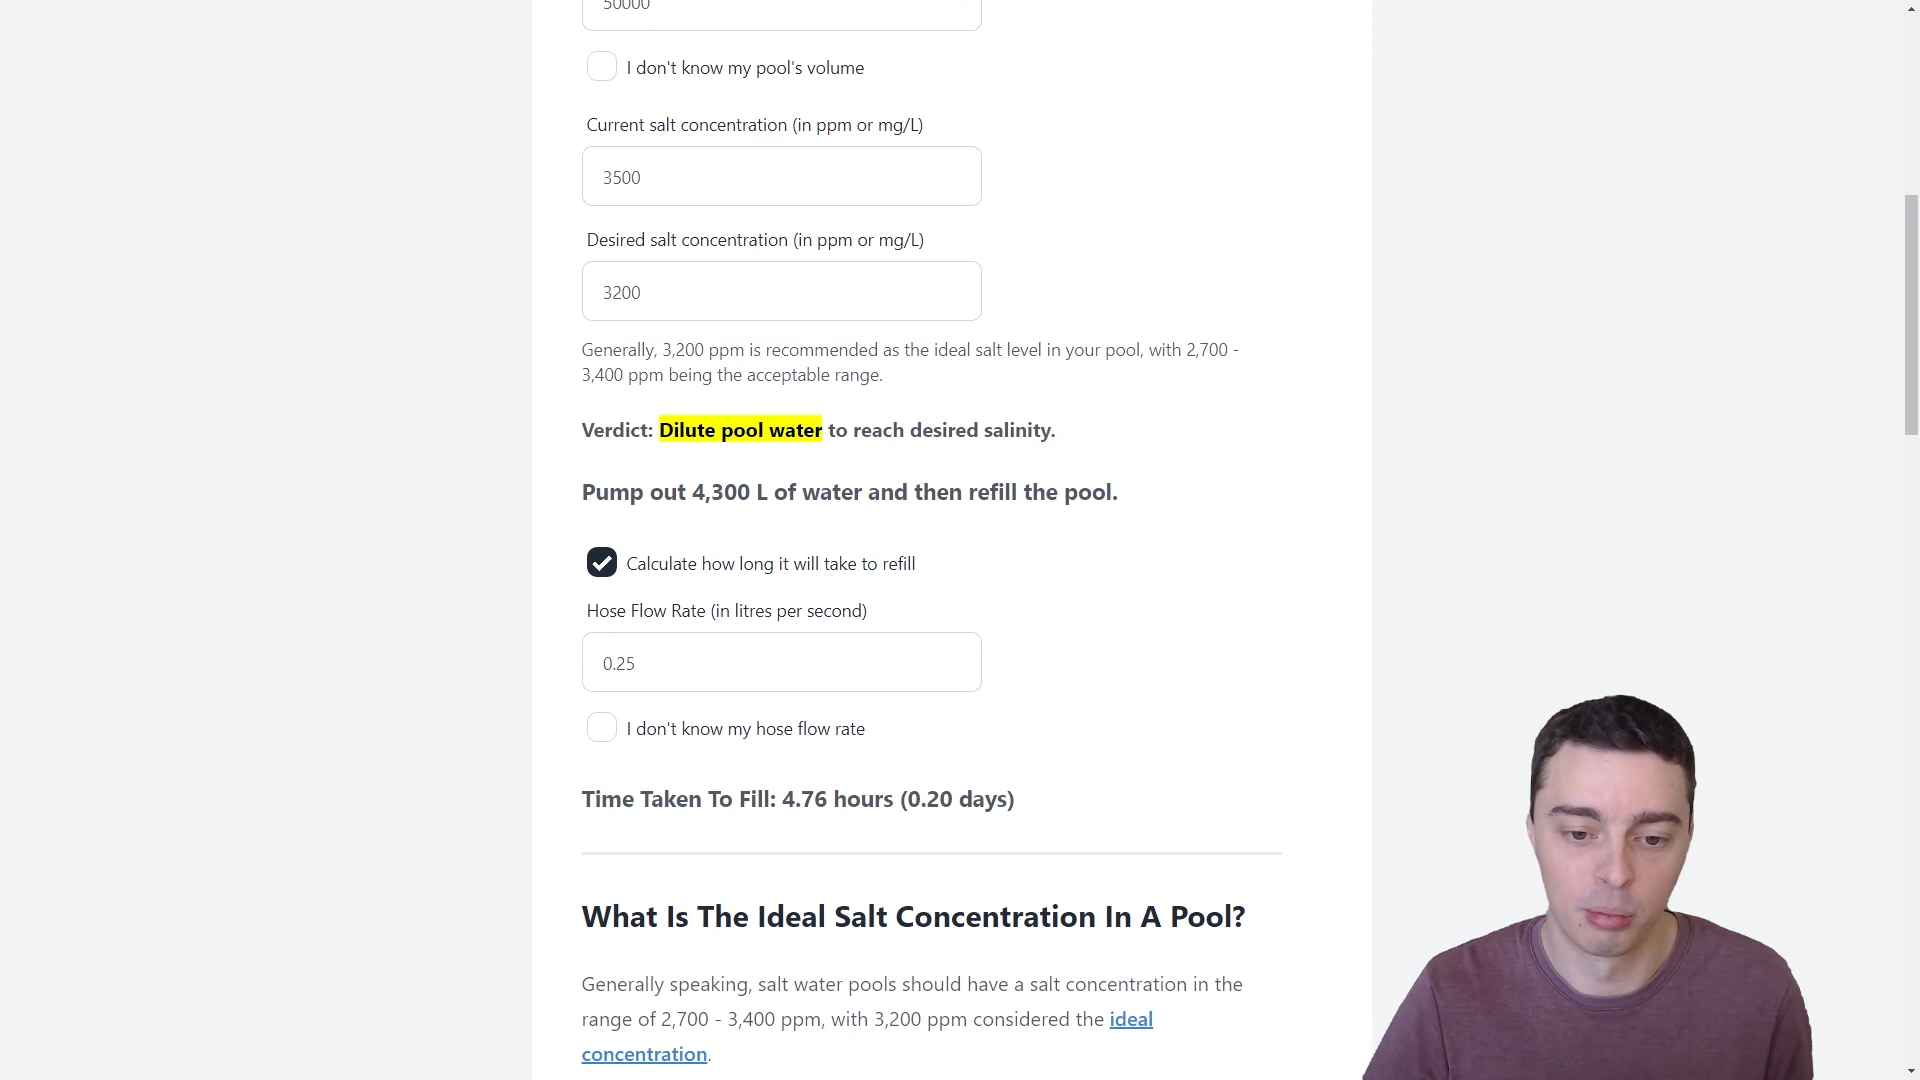 50000
I don't know my pool's volume
Current salt concentration (in ppm or mg/L)
3500
Desired salt concentration (in ppm or mg/L)
3200
Generally, 3,200 ppm is recommended as the ideal salt level in your pool, with 2,700 -
3,400 ppm being the acceptable range.
Verdict: Dilute pool water to reach desired salinity.
Pump out 4,300 L of water and then refill the pool.
Calculate how long it will take to refill
Hose Flow Rate (in litres per second)
0.25
I don't know my hose flow rate
Time Taken To Fill: 4.76 hours (0.20 days)
What Is The Ideal Salt Concentration In A Pool?
Generally speaking, salt water pools should have a salt concentration in the
range of 2,700 - 3,400 ppm, with 3,200 ppm considered the ideal
concentration.